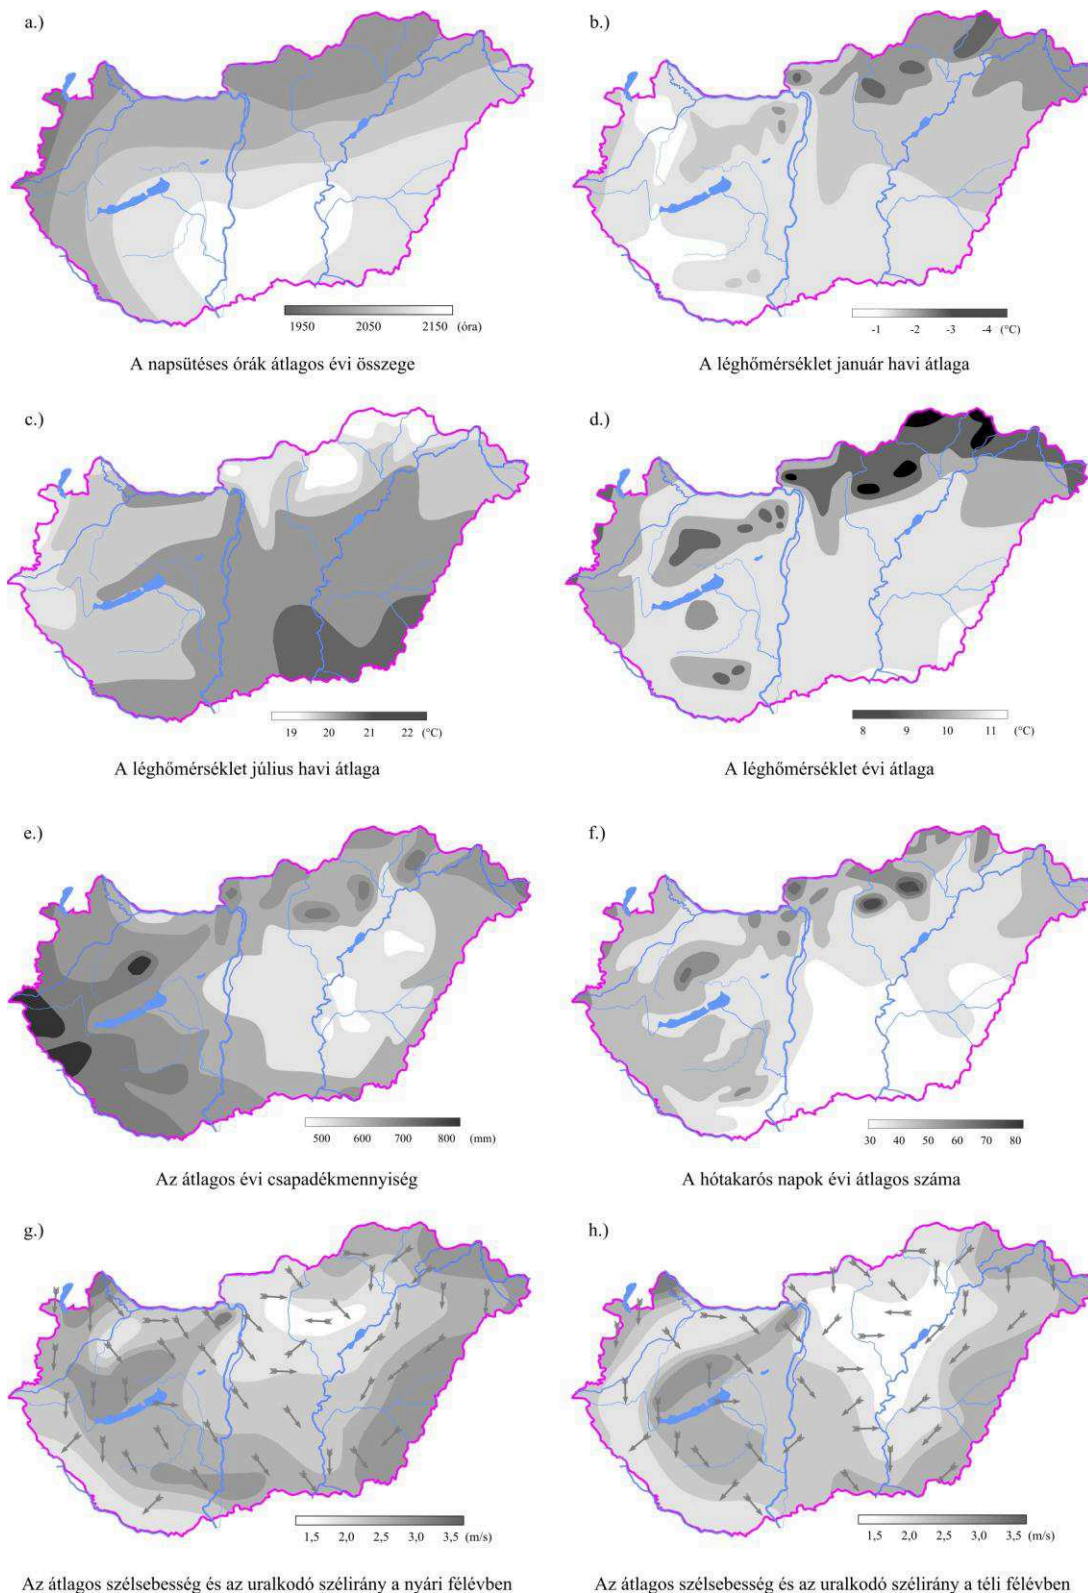 a.)
b.)
1950 2050 2150 (óra)
-1 -2 -3 -4 (°C)
A napsütéses órák átlagos évi összege
A léghőmérséklet január havi átlaga
c.)
d.)
19 20 21 22 (°C)
8 9 10 11 (°C)
A léghőmérséklet július havi átlaga
A léghőmérséklet évi átlaga
e.)
f.)
500 600 700 800 (mm)
30 40 50 60 70 80
Az átlagos évi csapadékmennyiség
A hótakarós napok évi átlagos száma
g.)
h.)
1,5 2,0 2,5 3,0 3,5 (m/s)
1,5 2,0 2,5 3,0 3,5 (m/s)
Az átlagos szélsebesség és az uralkodó szélirány a nyári félévben
Az átlagos szélsebesség és az uralkodó szélirány a téli félévben